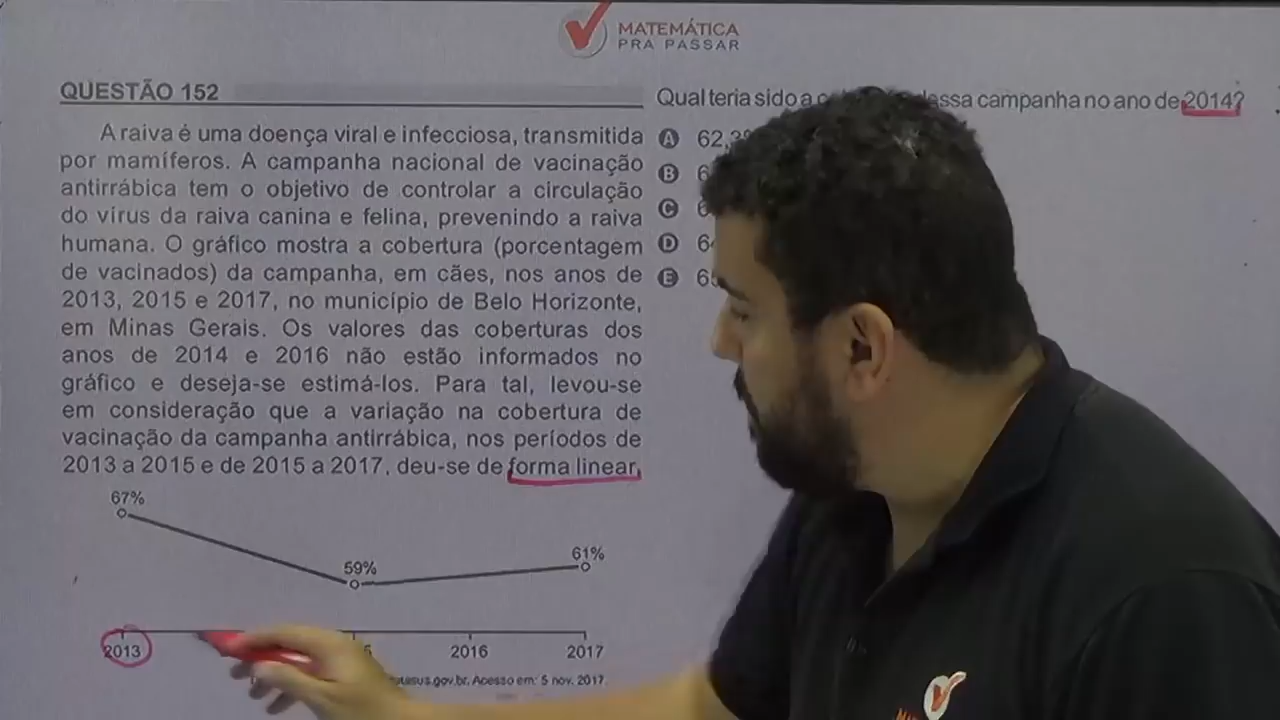 MATEMÁTICA
PRA PASSAR
QUESTÃO 152
A raiva é uma doença viral e infecciosa, transmitida
por mamíferos. A campanha nacional de vacinação
antirrábica tem o objetivo de controlar a circulação
do vírus da raiva canina e felina, prevenindo a raiva
humana. O gráfico mostra a cobertura (porcentagem
de vacinados) da campanha, em cães, nos anos de
2013, 2015 e 2017, no município de Belo Horizonte,
em Minas Gerais. Os valores das coberturas dos
anos de 2014 e 2016 não estão informados no
gráfico e deseja-se estimá-los. Para tal, levou-se
em consideração que a variação na cobertura de
vacinação da campanha antirrábica, nos períodos de
2013 a 2015 e de 2015 a 2017, deu-se de forma linear.
67%
59%
61%
2013 2016 2017
Acesso em: 5 nov. 2017.
Qual teria sido a dessa campanha no ano de 2014?
A 62,3
B 6
C 6
D 64
E 65